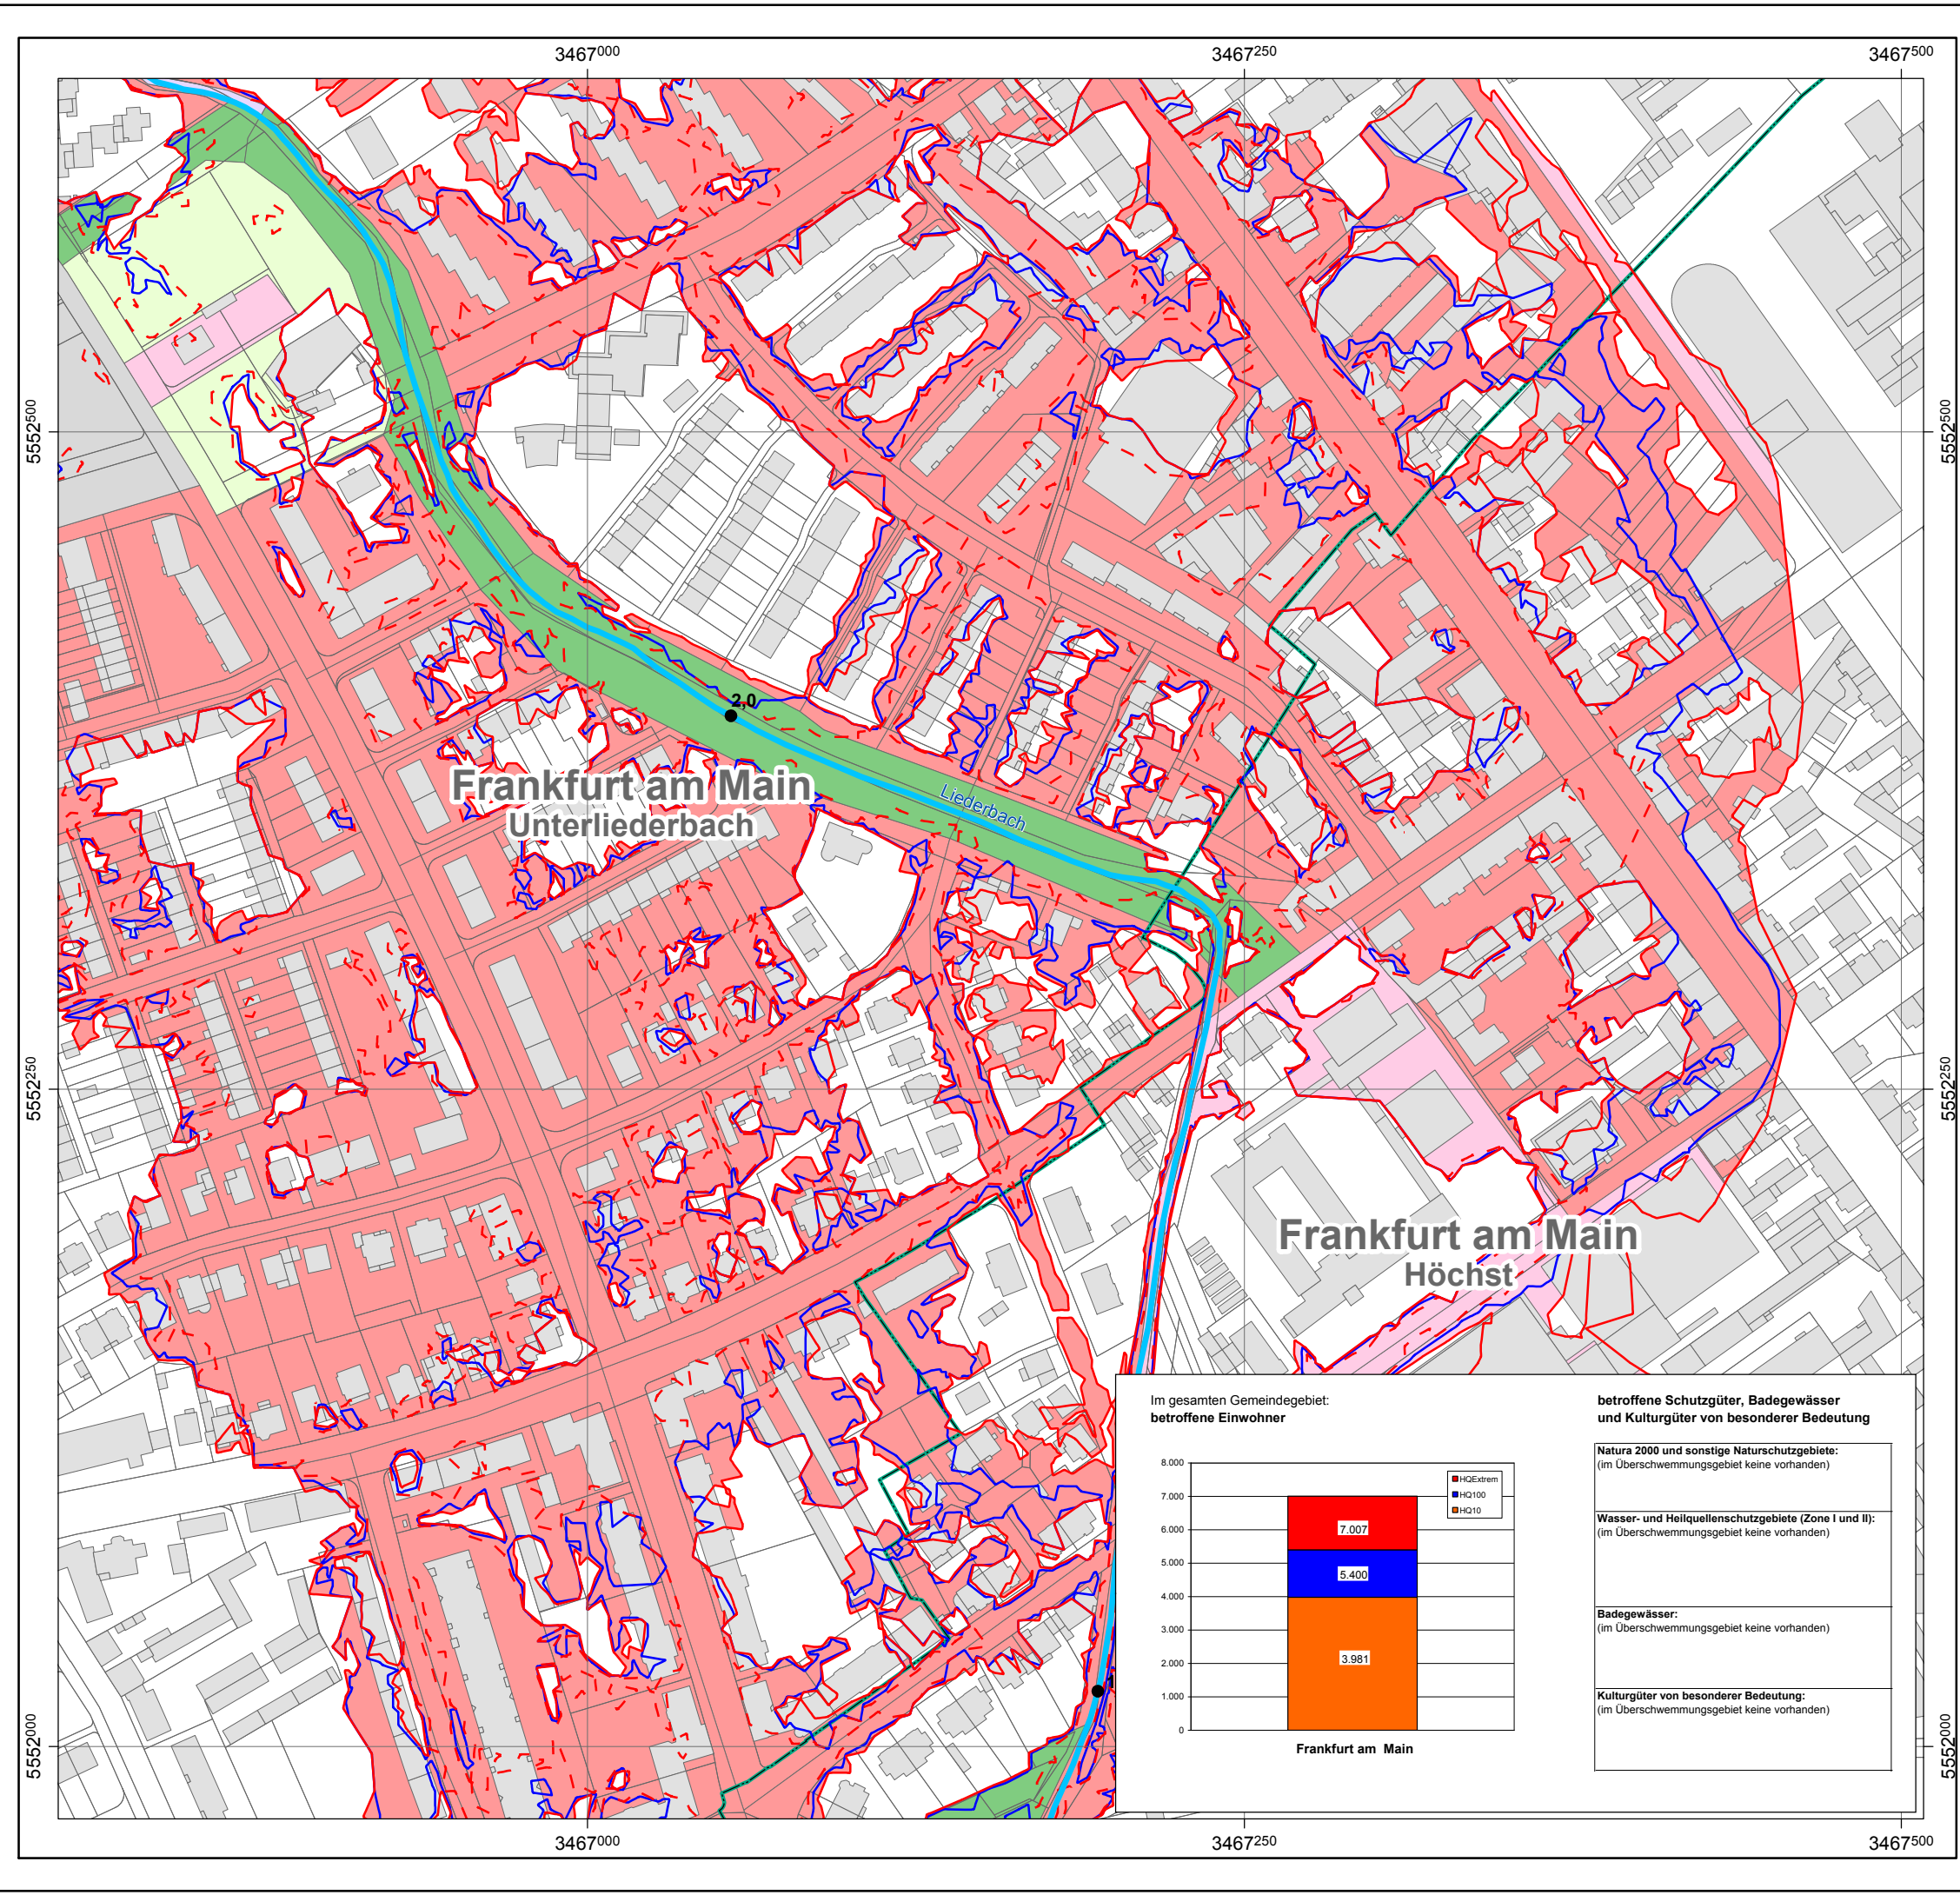 3467000 3467250 3467500
5552500 5552500
2,0
Frankfurt am Main
Unterliederbach
Liederbach
5552250 5552250
Frankfurt am Main
Höchst
Im gesamten Gemeindegebiet:
betroffene Einwohner
8.000
7.000
6.000
5.000
4.000
3.000
2.000
1.000
0
HQExtrem
HQ100
HQ10
7.007
5.400
3.981
Frankfurt am Main
betroffene Schutzgüter, Badegewässer
und Kulturgüter von besonderer Bedeutung
Natura 2000 und sonstige Naturschutzgebiete:
(im Überschwemmungsgebiet keine vorhanden)
Wasser- und Heilquellenschutzgebiete (Zone I und II):
(im Überschwemmungsgebiet keine vorhanden)
Badegewässer:
(im Überschwemmungsgebiet keine vorhanden)
Kulturgüter von besonderer Bedeutung:
(im Überschwemmungsgebiet keine vorhanden)
5552000 5552000
3467000 3467250 3467500